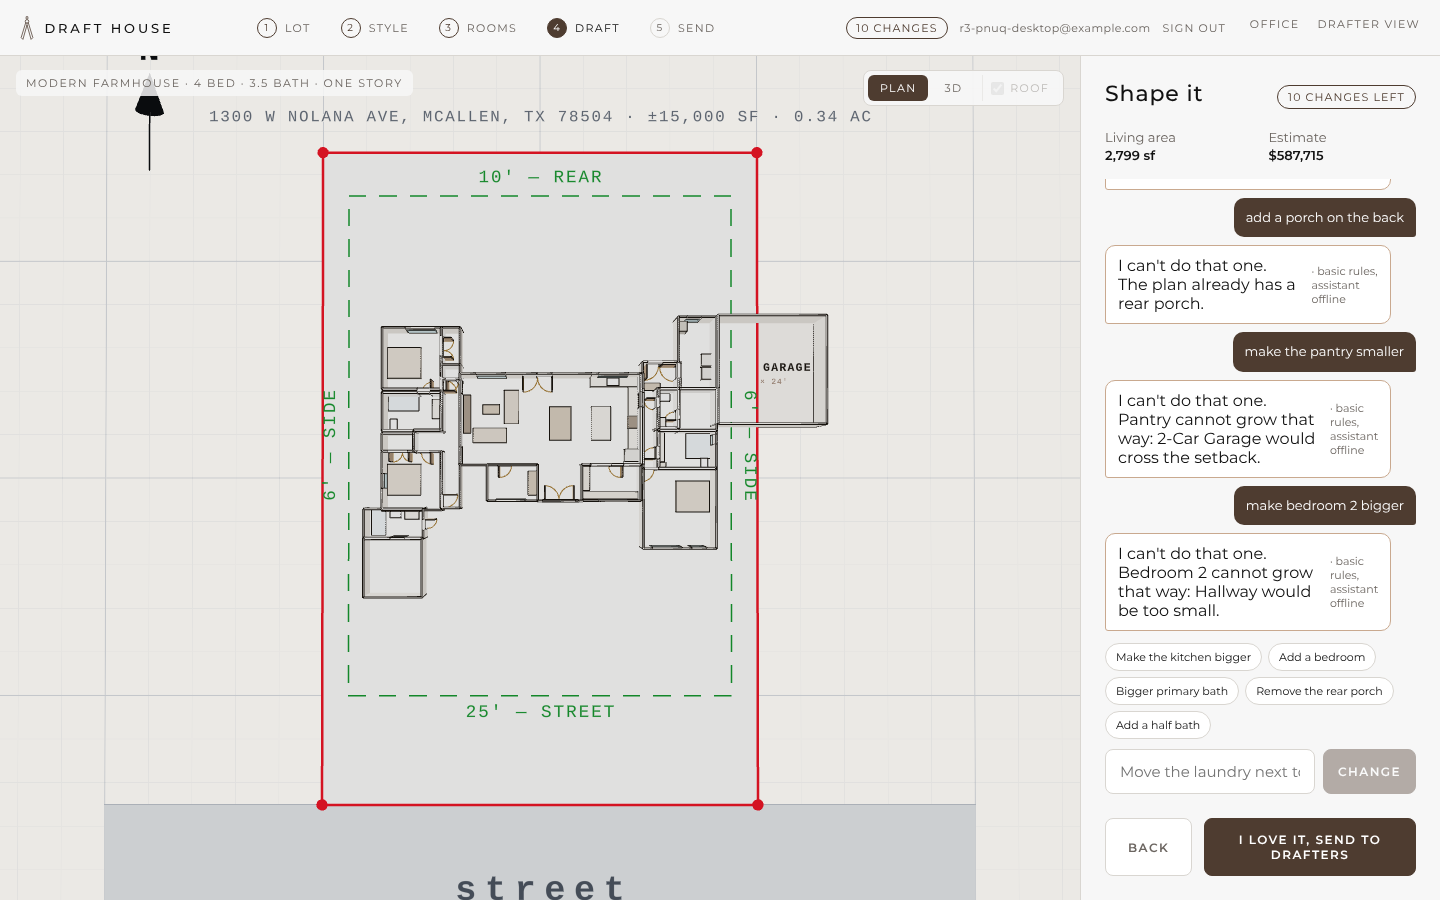 DRAFT HOUSE
1 LOT
2 STYLE
3 ROOMS
4 DRAFT
5 SEND
10 CHANGES
r3-pnuq-desktop@example.com
SIGN OUT
OFFICE
DRAFTER VIEW
N
MODERN FARMHOUSE · 4 BED · 3.5 BATH · ONE STORY
PLAN
3D
ROOF
1300 W NOLANA AVE, MCALLEN, TX 78504 · ±15,000 SF · 0.34 AC
10' — REAR
6' — SIDE
GARAGE
× 24'
6' — SIDE
25' — STREET
street
Shape it
10 CHANGES LEFT
Living area
2,799 sf
Estimate
$587,715
add a porch on the back
I can't do that one.
The plan already has a
rear porch.
· basic rules,
assistant
offline
make the pantry smaller
I can't do that one.
Pantry cannot grow that
way: 2-Car Garage would
cross the setback.
· basic
rules,
assistant
offline
make bedroom 2 bigger
I can't do that one.
Bedroom 2 cannot grow
that way: Hallway would
be too small.
· basic
rules,
assistant
offline
Make the kitchen bigger
Add a bedroom
Bigger primary bath
Remove the rear porch
Add a half bath
Move the laundry next to
CHANGE
BACK
I LOVE IT, SEND TO
DRAFTERS